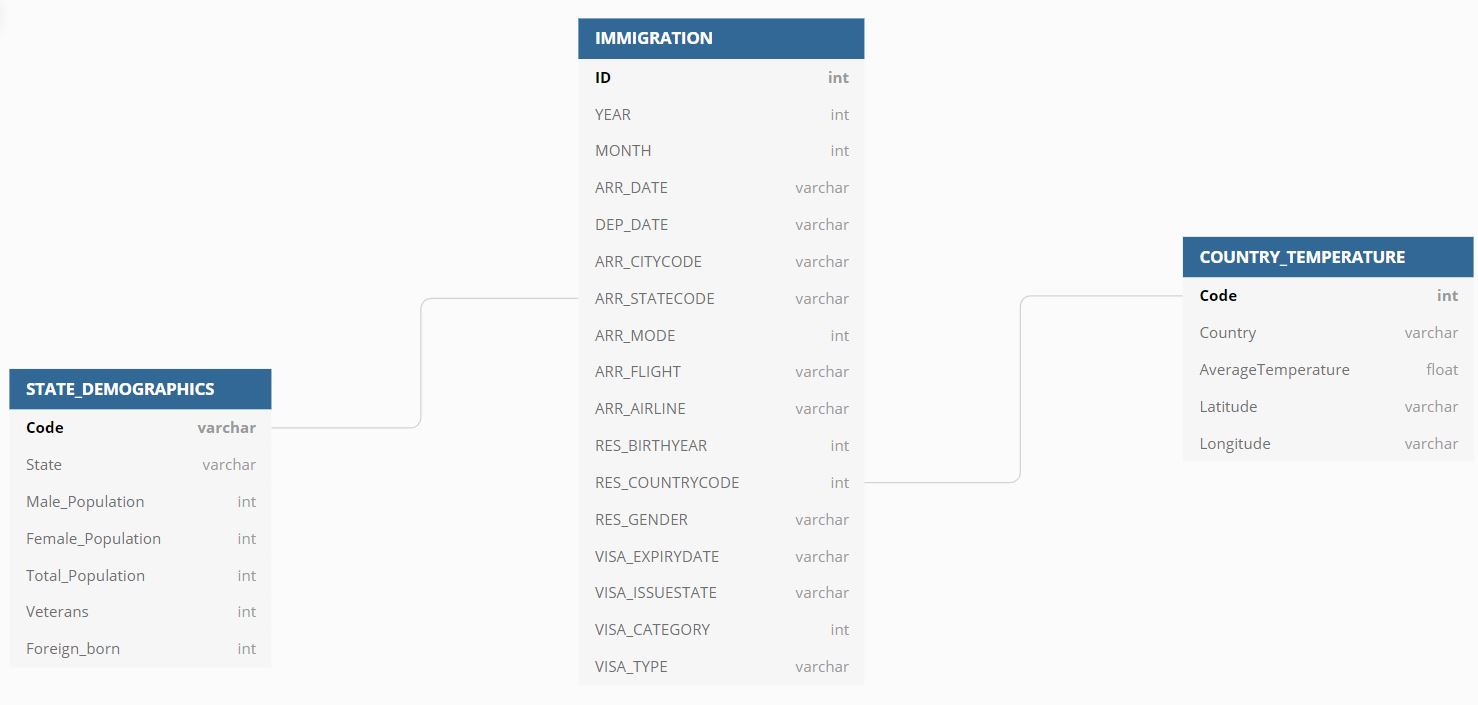 IMMIGRATION
ID int
YEAR int
MONTH int
ARR_DATE varchar
DEP_DATE varchar
ARR_CITYCODE varchar
ARR_STATECODE varchar
ARR_MODE int
ARR_FLIGHT varchar
ARR_AIRLINE varchar
RES_BIRTHYEAR int
RES_COUNTRYCODE int
RES_GENDER varchar
VISA_EXPIRYDATE varchar
VISA_ISSUESTATE varchar
VISA_CATEGORY int
VISA_TYPE varchar
STATE_DEMOGRAPHICS
Code varchar
State varchar
Male_Population int
Female_Population int
Total_Population int
Veterans int
Foreign_born int
COUNTRY_TEMPERATURE
Code int
Country varchar
AverageTemperature float
Latitude varchar
Longitude varchar